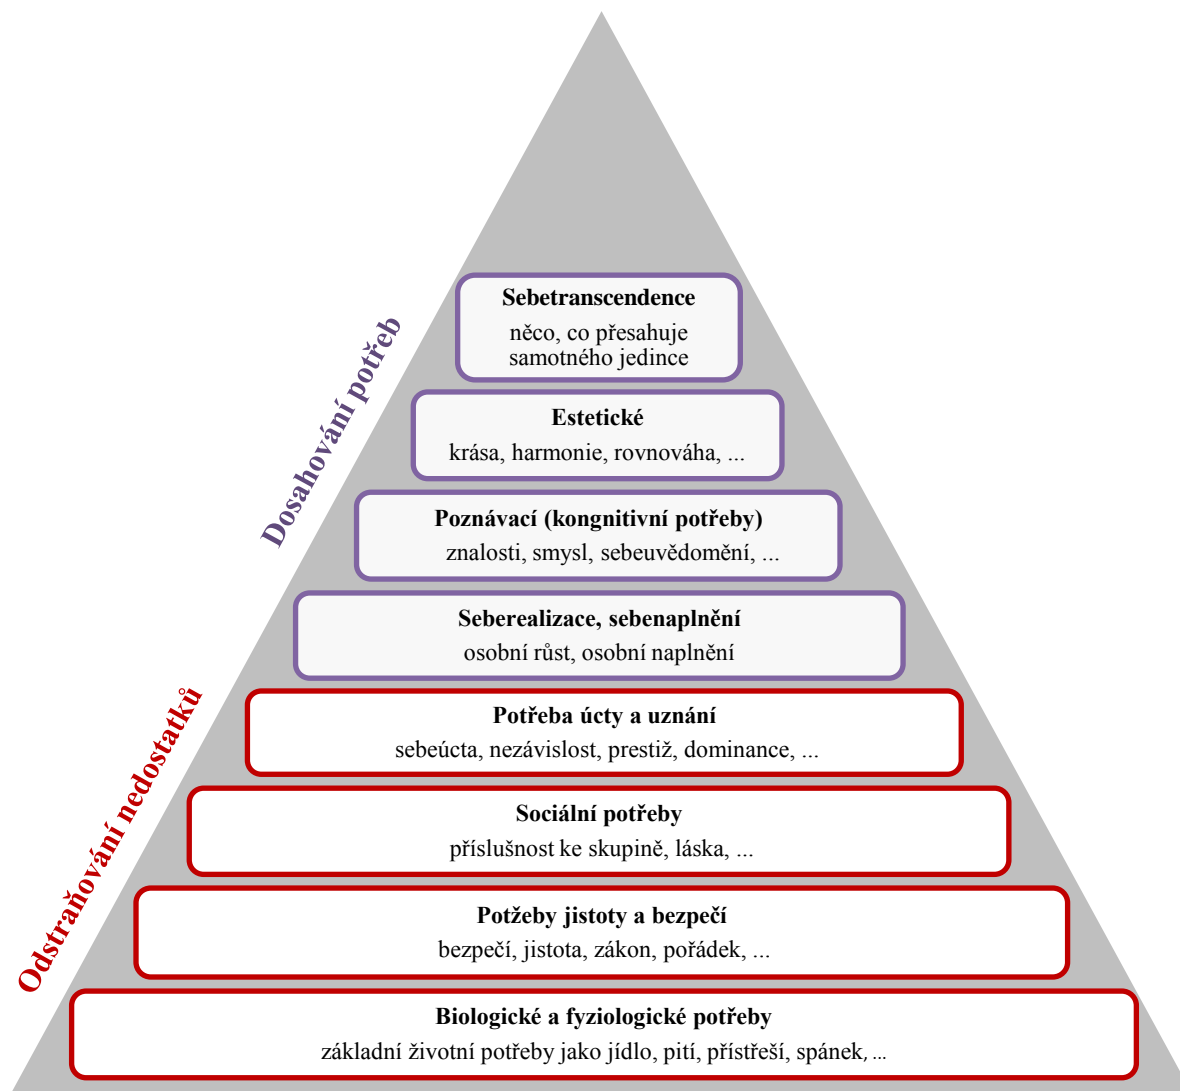 Sebetranscendence
něco, co přesahuje
samotného jedince
Estetické
krása, harmonie, rovnováha, ...
Poznávací (kongnitivní potřeby)
znalosti, smysl, sebeuvědomění, ...
Seberealizace, sebenaplnění
osobní růst, osobní naplnění
Potřeba úcty a uznání
sebeúcta, nezávislost, prestiž, dominance, ...
Sociální potřeby
příslušnost ke skupině, láska, ...
Potžeby jistoty a bezpečí
bezpečí, jistota, zákon, pořádek, ...
Biologické a fyziologické potřeby
základní životní potřeby jako jídlo, pití, přístřeší, spánek, ...
Dosahování potřeb
Odstraňování nedostatků